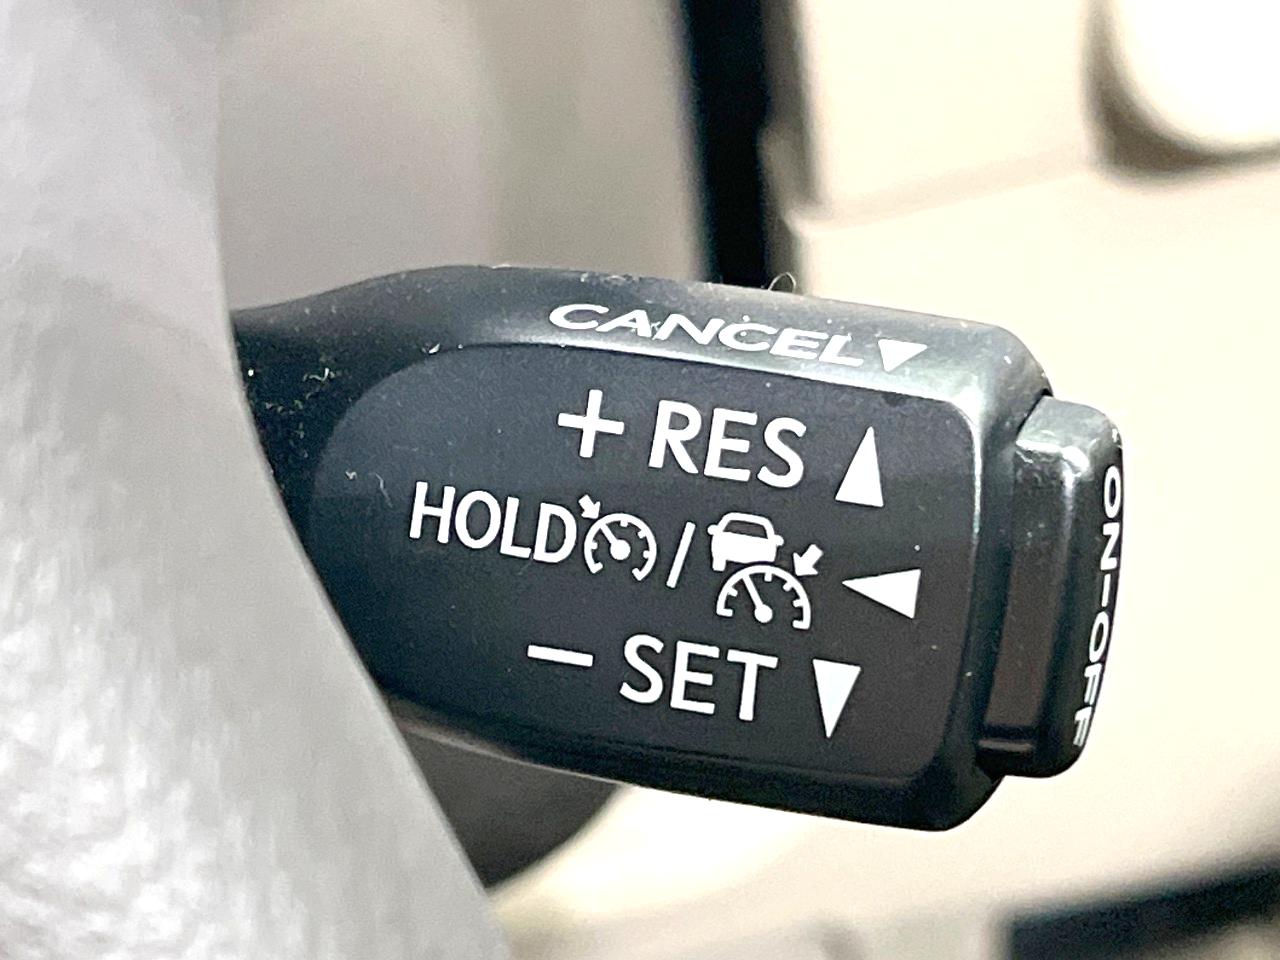 CANCEL▼
+ RES ▲
HOLD / ◀
− SET ▼
ON-OFF